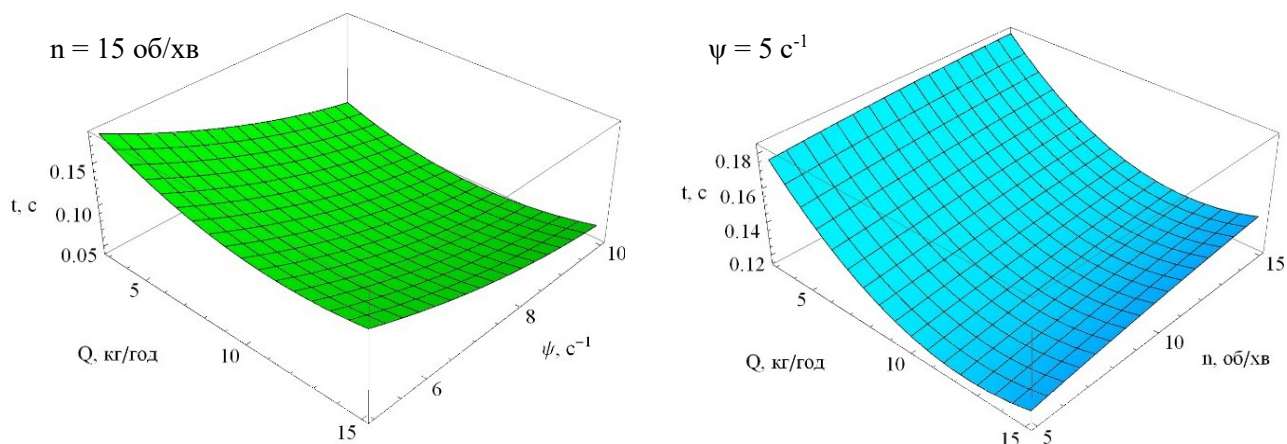 n = 15 об/хв
0.15
t, с
0.10
0.05
5
Q, кг/год
10
15
6
8
ψ, с⁻¹
10
ψ = 5 с⁻¹
0.18
0.16
t, с
0.14
0.12
5
Q, кг/год
10
15
5
10
n, об/хв
15